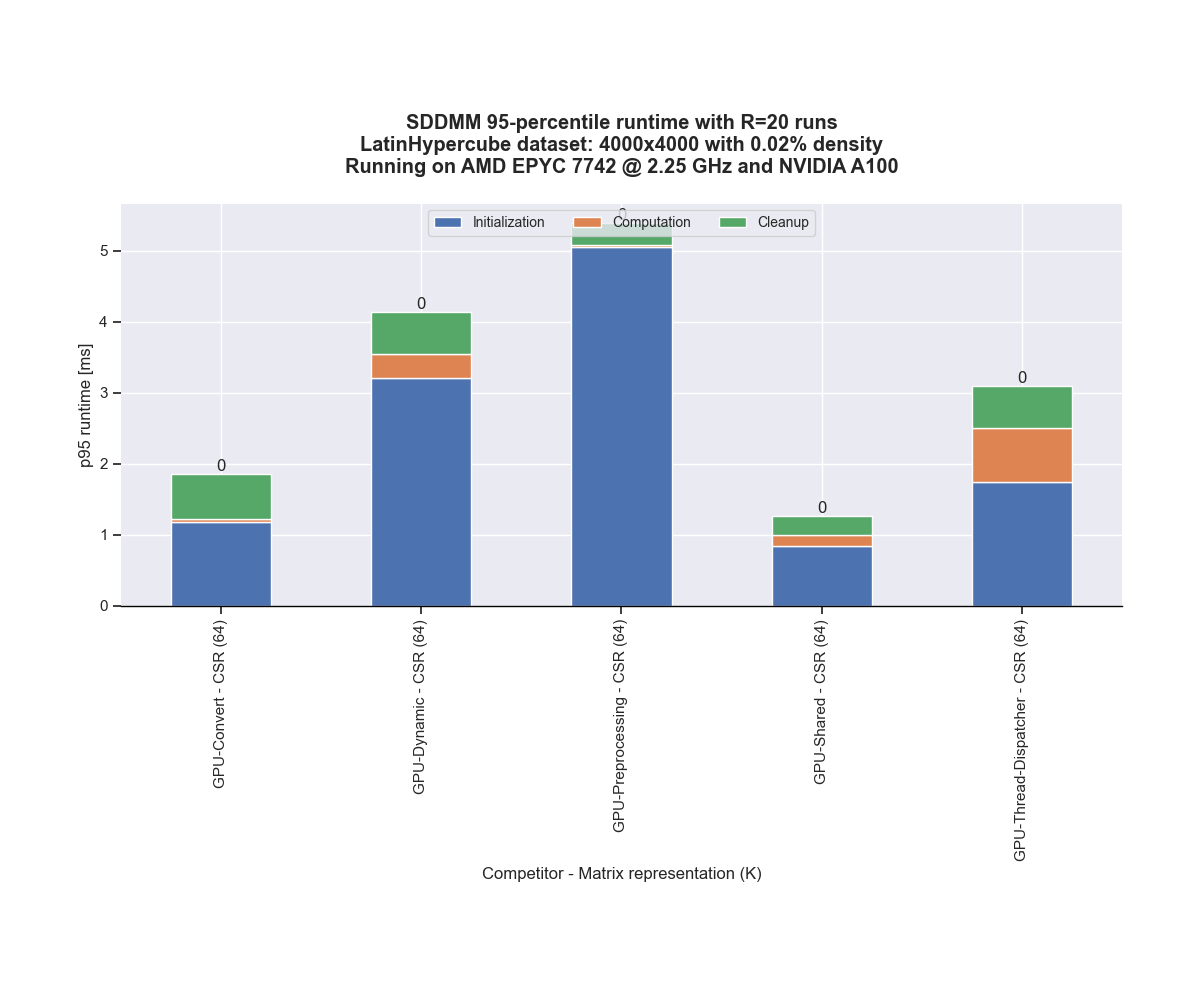 SDDMM 95-percentile runtime with R=20 runs
LatinHypercube dataset: 4000x4000 with 0.02% density
Running on AMD EPYC 7742 @ 2.25 GHz and NVIDIA A100
Initialization Computation Cleanup
0
0
0
0
0
p95 runtime [ms]
5
4
3
2
1
0
GPU-Convert - CSR (64)
GPU-Dynamic - CSR (64)
GPU-Preprocessing - CSR (64)
GPU-Shared - CSR (64)
GPU-Thread-Dispatcher - CSR (64)
Competitor - Matrix representation (K)